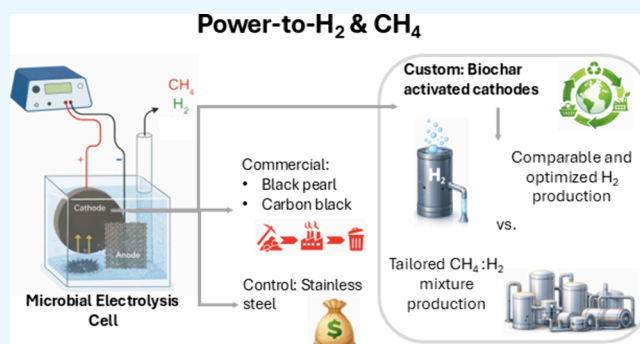 Power-to-H₂ & CH₄
CH₄
H₂
+
-
Cathode
Anode
Microbial Electrolysis
Cell
Commercial:
• Black pearl
• Carbon black
Control: Stainless
steel
$
Custom: Biochar
activated cathodes
H₂
Comparable and
optimized H₂
production
vs.
Tailored CH₄:H₂
mixture
production